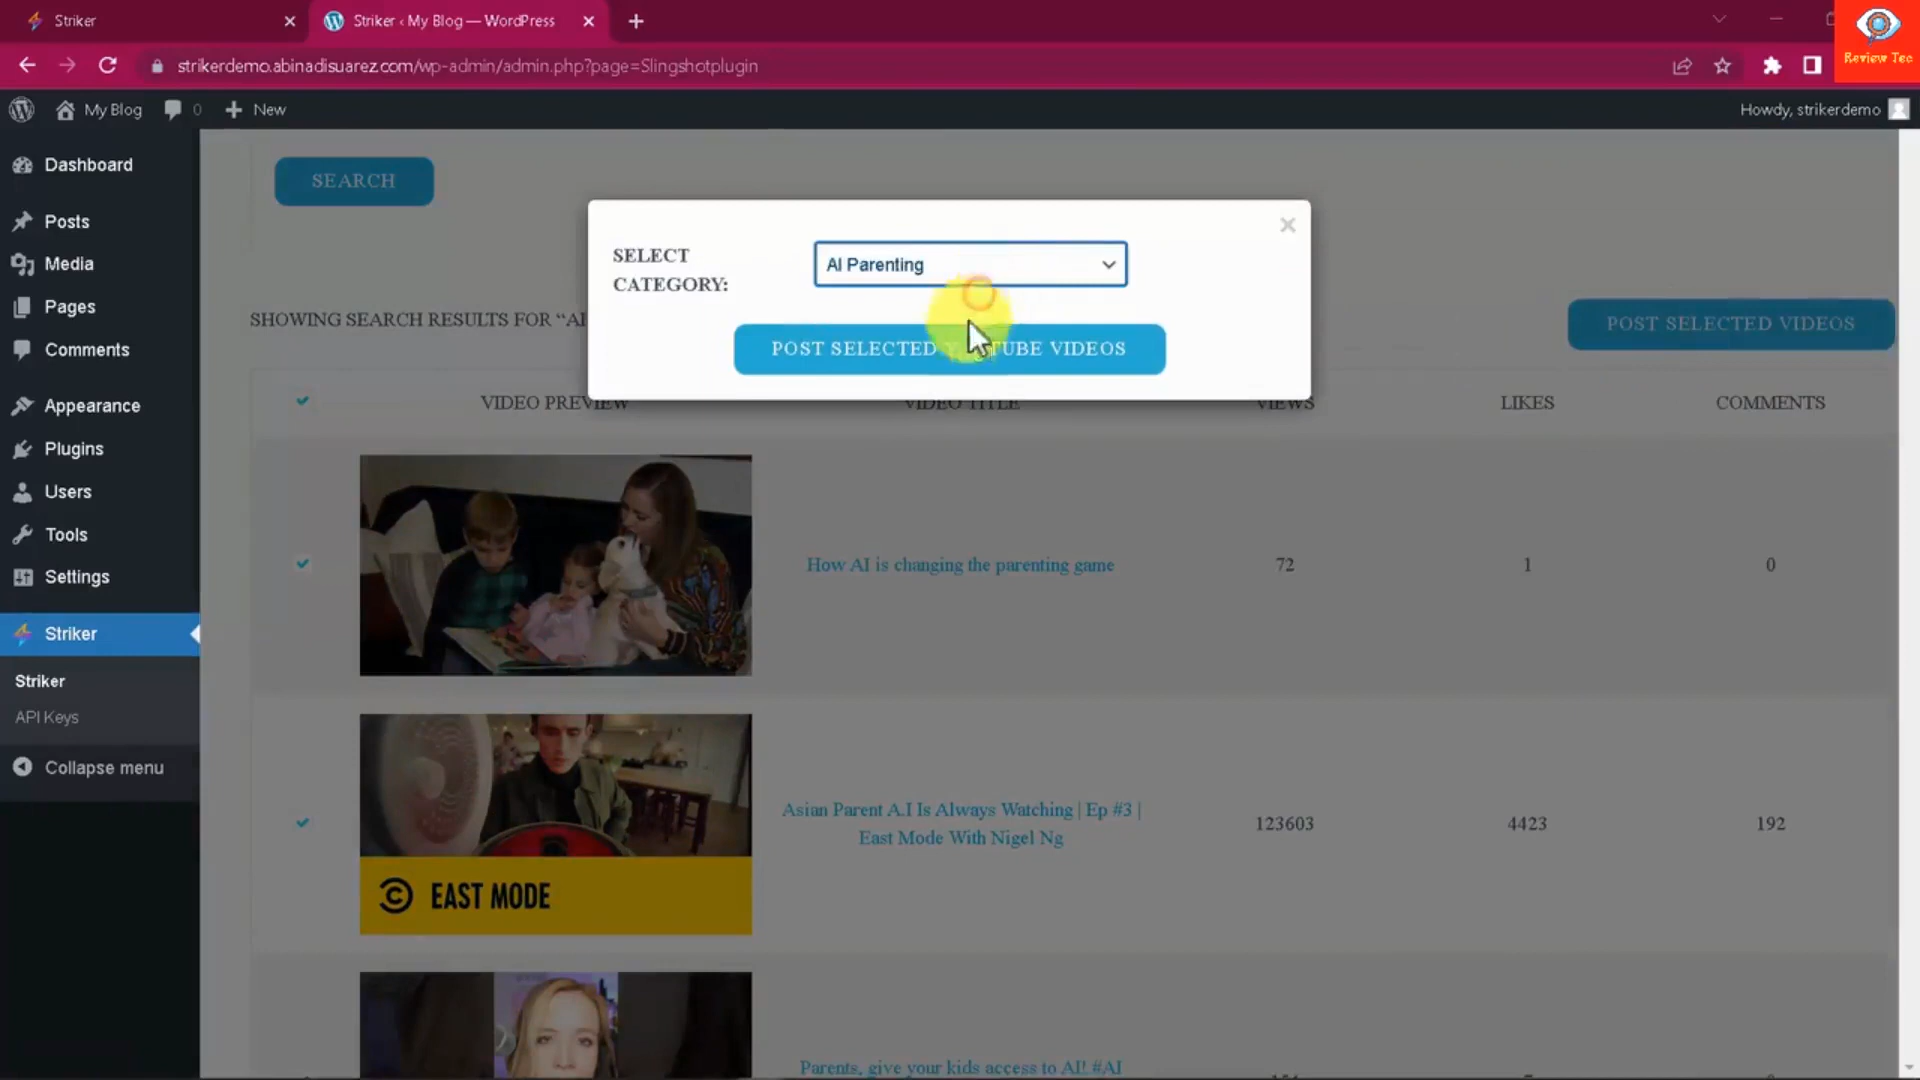 Striker
Striker ‹ My Blog — WordPress
Review Tec
strikerdemo.abinadisuarez.com/wp-admin/admin.php?page=Slingshotplugin
My Blog
0
New
Howdy, strikerdemo
Dashboard
Posts
Media
Pages
Comments
Appearance
Plugins
Users
Tools
Settings
Striker
Striker
API Keys
Collapse menu
SEARCH
SELECT
CATEGORY:
AI Parenting
POST SELECTED VIDEOS
SHOWING SEARCH RESULTS FOR “AI
POST SELECTED VIDEOS
VIDEO PREVIEW
VIDEO TITLE
VIEWS
LIKES
COMMENTS
How AI is changing the parenting game
72
1
0
EAST MODE
Asian Parent A.I Is Always Watching | Ep #3 |
East Mode With Nigel Ng
123603
4423
192
Parents, give your kids access to AI! #AI